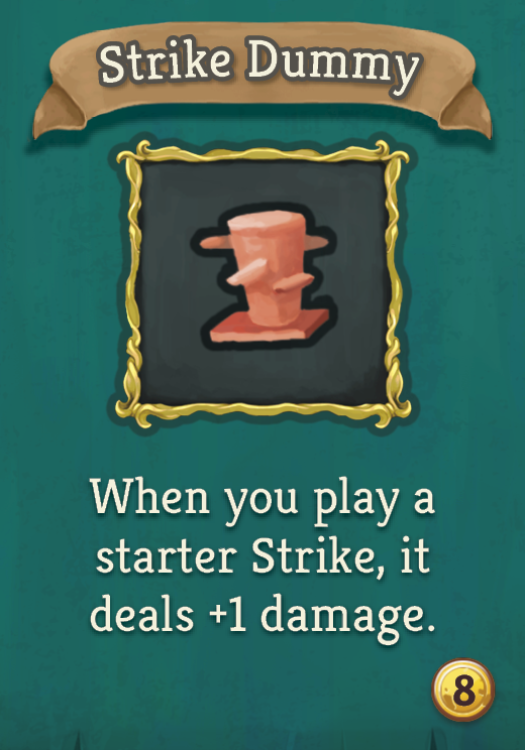 Strike Dummy
When you play a
starter Strike, it
deals +1 damage.
8